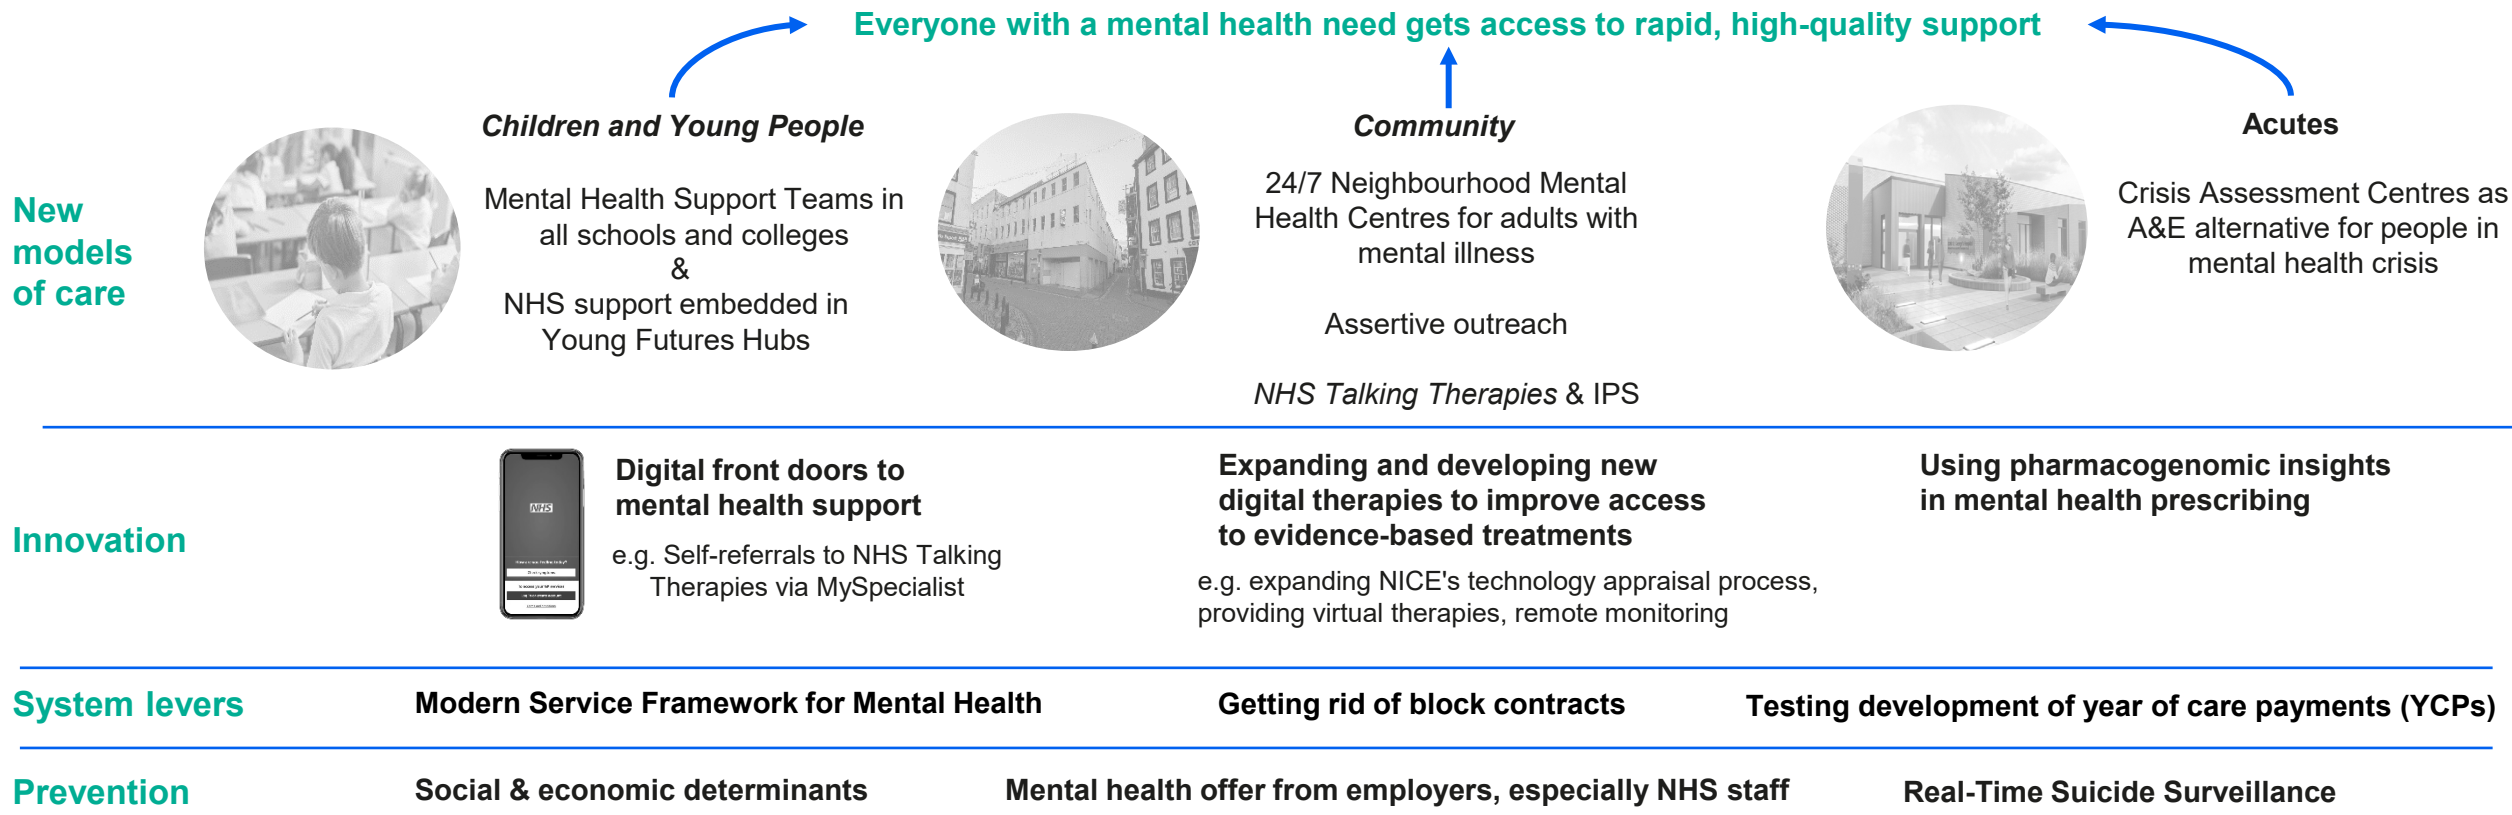 Everyone with a mental health need gets access to rapid, high-quality support
New
models
of care
Children and Young People
Mental Health Support Teams in
all schools and colleges
&
NHS support embedded in
Young Futures Hubs
Community
24/7 Neighbourhood Mental
Health Centres for adults with
mental illness
Assertive outreach
NHS Talking Therapies & IPS
Acutes
Crisis Assessment Centres as
A&E alternative for people in
mental health crisis
Innovation
NHS
Digital front doors to
mental health support
e.g. Self-referrals to NHS Talking
Therapies via MySpecialist
Expanding and developing new
digital therapies to improve access
to evidence-based treatments
e.g. expanding NICE's technology appraisal process,
providing virtual therapies, remote monitoring
Using pharmacogenomic insights
in mental health prescribing
System levers
Modern Service Framework for Mental Health
Getting rid of block contracts
Testing development of year of care payments (YCPs)
Prevention
Social & economic determinants
Mental health offer from employers, especially NHS staff
Real-Time Suicide Surveillance